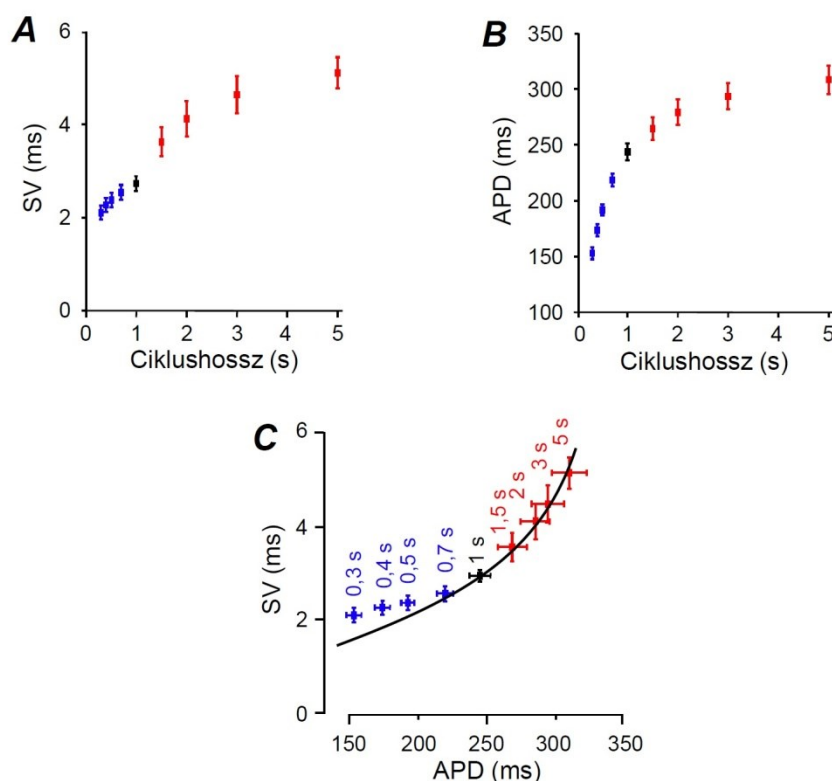 A
6
4
2
0
SV (ms)
0 1 2 3 4 5
Ciklushossz (s)
B
350
300
250
200
150
100
APD (ms)
0 1 2 3 4 5
Ciklushossz (s)
C
6
4
2
0
SV (ms)
0,3 s
0,4 s
0,5 s
0,7 s
1 s
1,5 s
2 s
3 s
5 s
150 200 250 300 350
APD (ms)